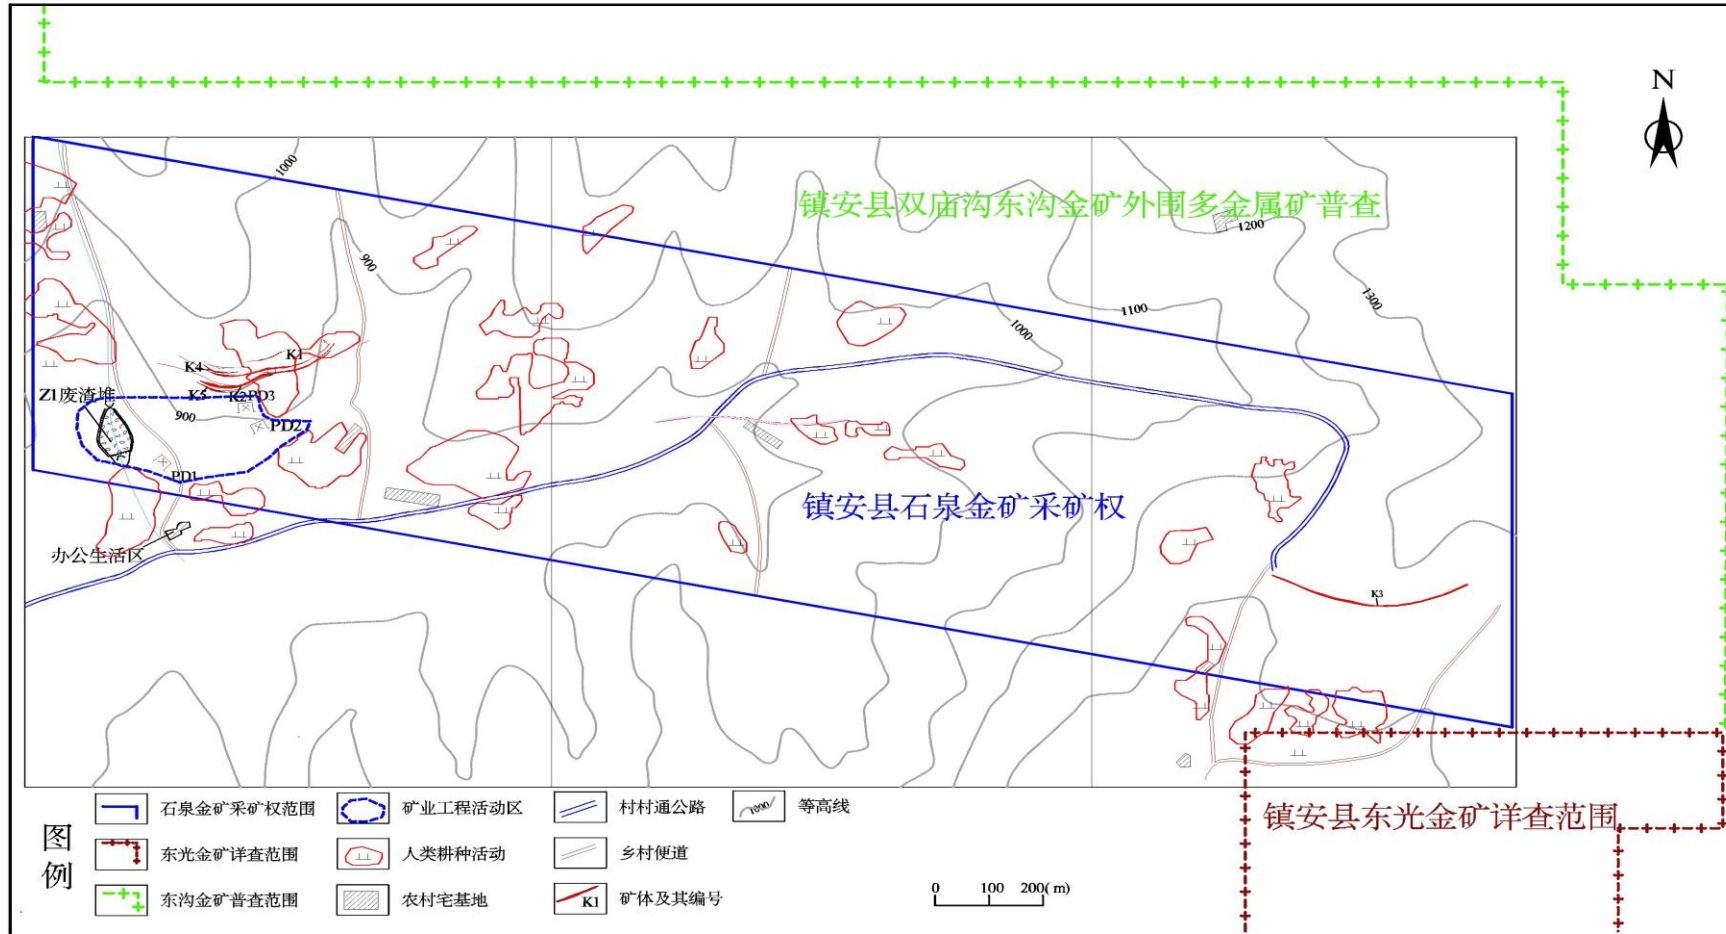 N
镇安县双庙沟东沟金矿外围多金属矿普查
1000
1200
900
1300
1100
1000
K1
K4
K5
K2
PD3
Z1废渣堆
900
PD2
PD1
镇安县石泉金矿采矿权
办公生活区
K3
图例
石泉金矿采矿权范围
矿业工程活动区
村村通公路
1000
等高线
东光金矿详查范围
人类耕种活动
乡村便道
东沟金矿普查范围
农村宅基地
K1
矿体及其编号
0 100 200(m)
镇安县东光金矿详查范围